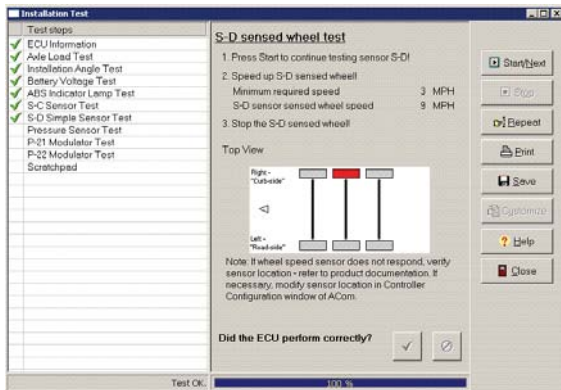 Installation Test
Test steps
ECU Information
Axle Load Test
Installation Angle Test
Battery Voltage Test
ABS Indicator Lamp Test
S-C Sensor Test
S-D Simple Sensor Test
Pressure Sensor Test
P-21 Modulator Test
P-22 Modulator Test
Scratchpad
Test OK.
S-D sensed wheel test
1. Press Start to continue testing sensor S-D!
2. Speed up S-D sensed wheel!
Minimum required speed 3 MPH
S-D sensor sensed wheel speed 9 MPH
3. Stop the S-D sensed wheel!
Top View
Right -
"Curb-side"
Left -
"Road-side"
Note: If wheel speed sensor does not respond, verify
sensor location - refer to product documentation. If
necessary, modify sensor location in Controller
Configuration window of ACom.
Did the ECU perform correctly?
100 %
Start/Next
Stop
Repeat
Print
Save
Customize
Help
Close